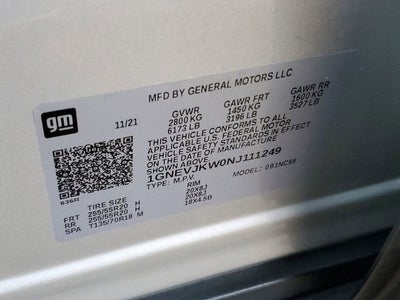 MFD BY GENERAL MOTORS LLC
gm
11/21
GVWR GAWR FRT GAWR RR
2800 KG 1450 KG 1600 KG
6173 LB 3196 LB 3527 LB
THIS VEHICLE CONFORMS TO ALL
APPLICABLE U.S. FEDERAL MOTOR
VEHICLE SAFETY STANDARDS IN EFFECT
ON THE DATE OF MANUFACTURE
SHOWN ABOVE.
1GNEVJKW0NJ111249
TYPE: M.P.V.
636R
TIRE SIZE RIM
FRT 255/55R20 H 20X8J
RR 255/55R20 H 20X8J
SPA T135/70R18 M 18X4.5B